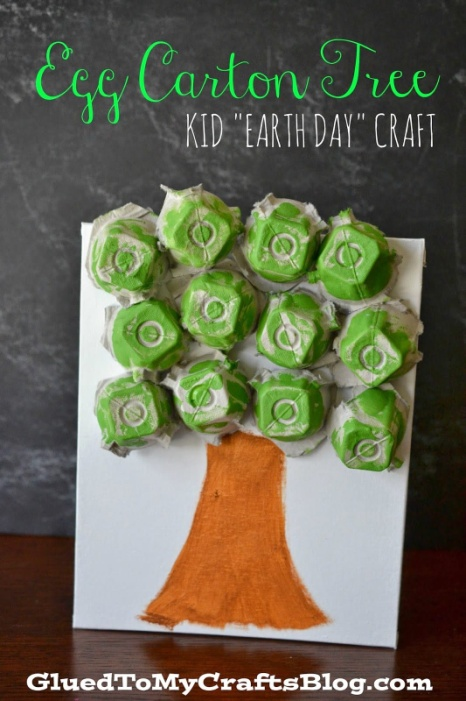 Egg Carton Tree
KID "EARTH DAY" CRAFT
GluedToMyCraftsBlog.com